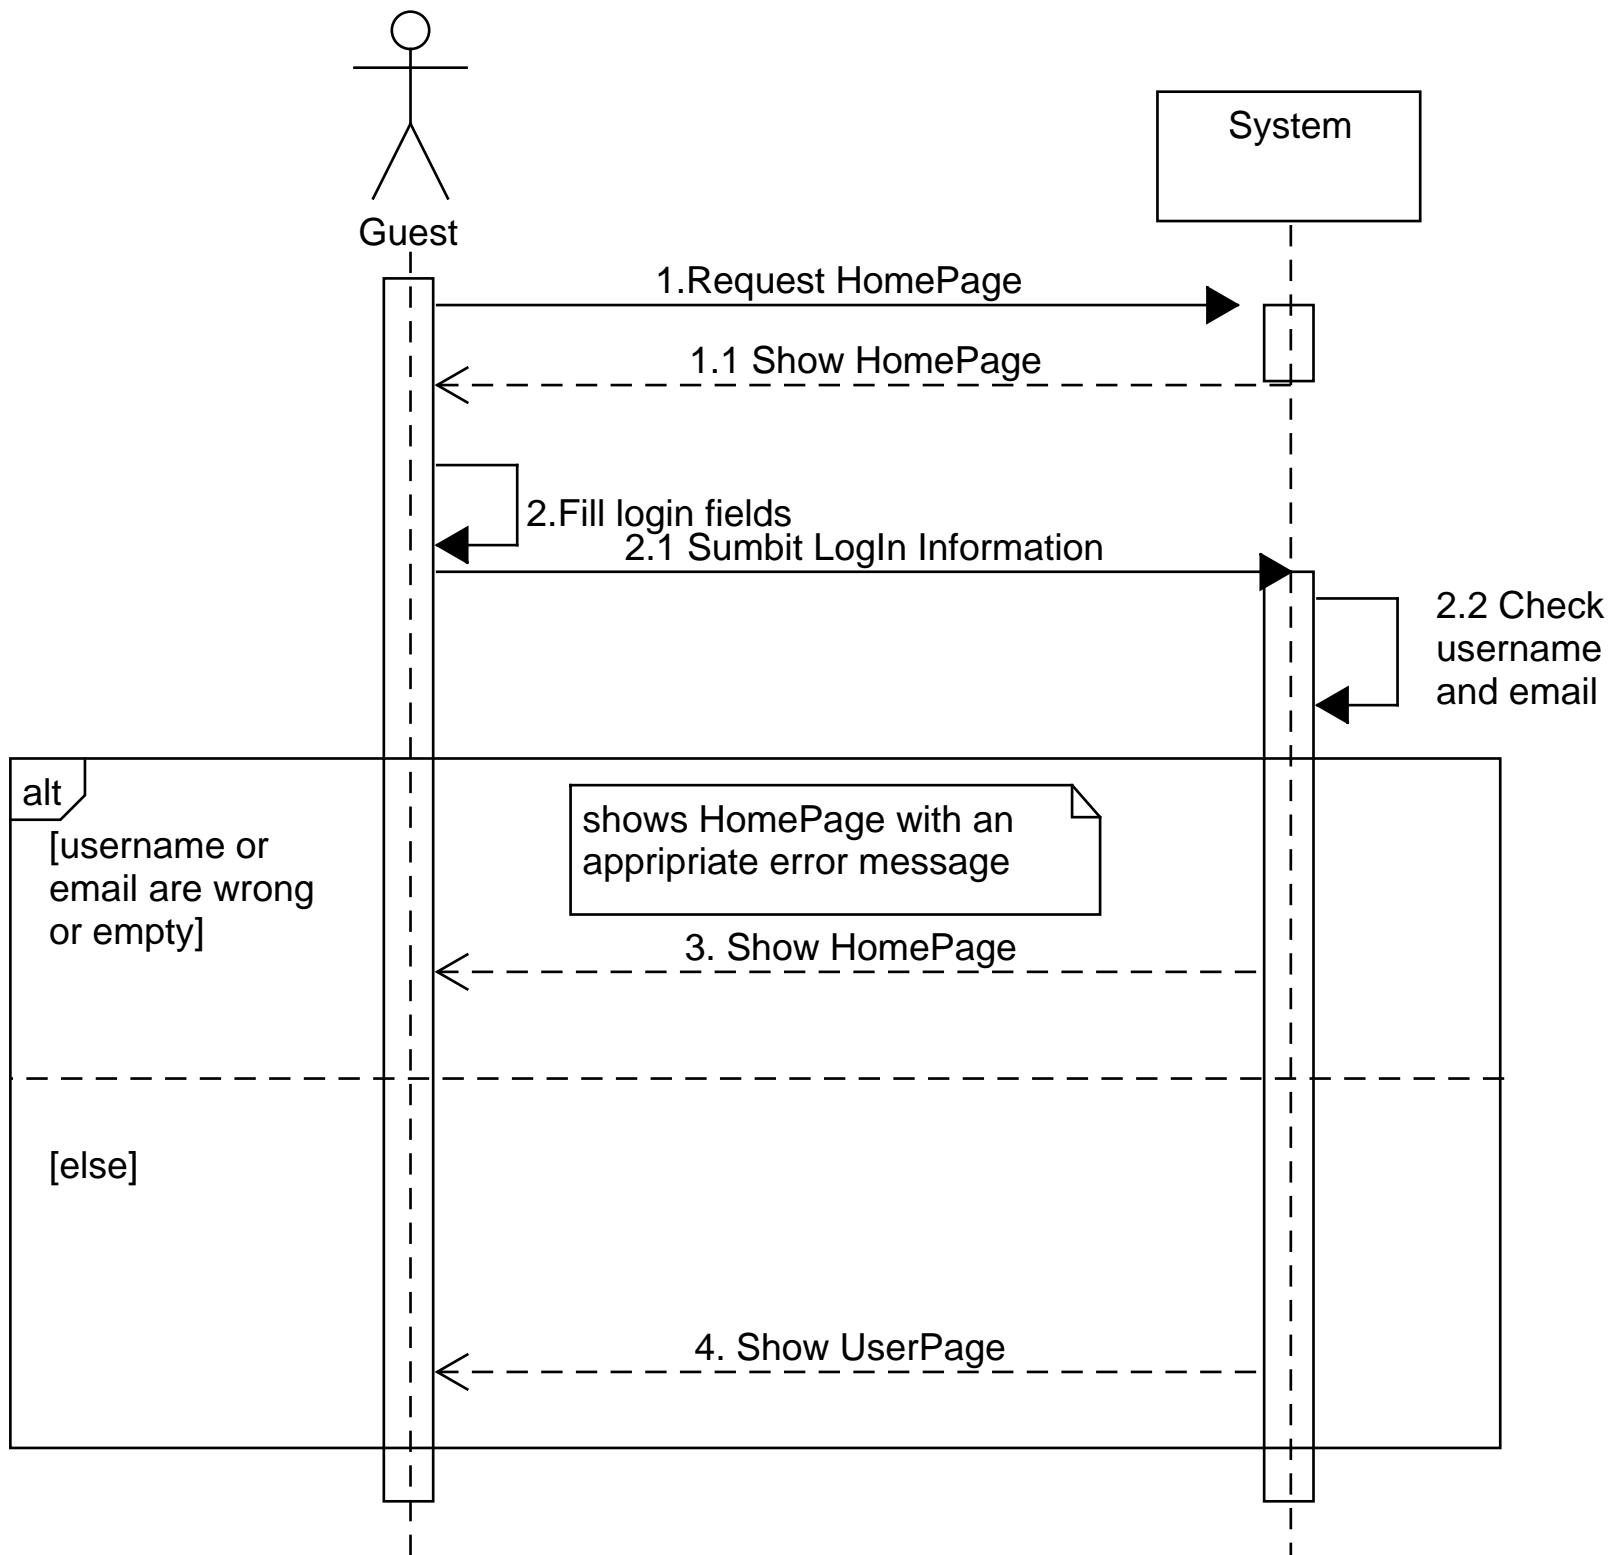 System
Guest
1.Request HomePage
1.1 Show HomePage
2.Fill login fields
2.1 Sumbit LogIn Information
2.2 Check
username
and email
alt
shows HomePage with an
appripriate error message
[username or
email are wrong
or empty]
3. Show HomePage
[else]
4. Show UserPage